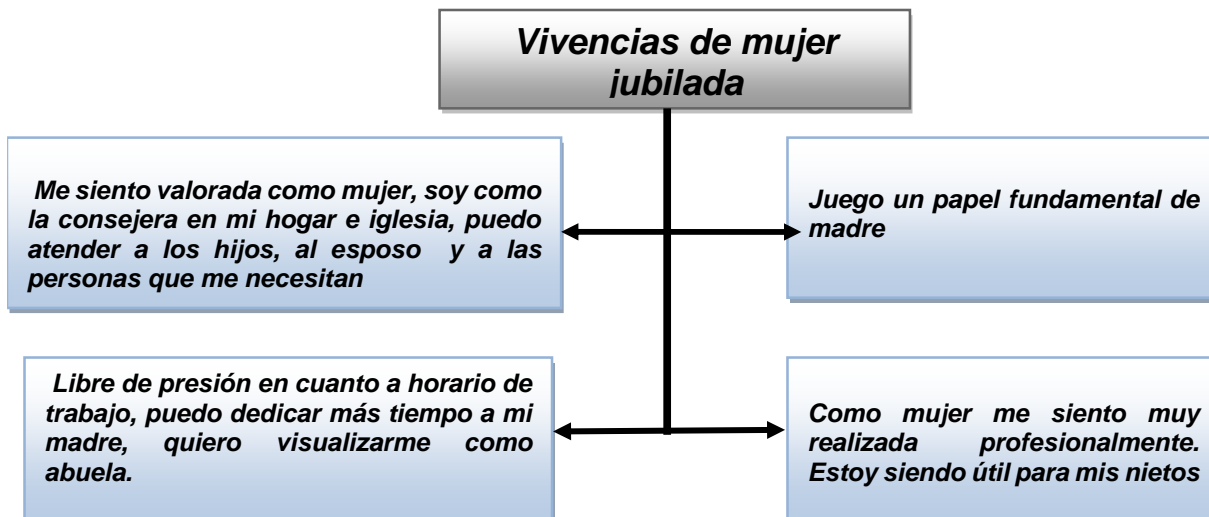 Vivencias de mujer
jubilada
Me siento valorada como mujer, soy como
la consejera en mi hogar e iglesia, puedo
atender a los hijos, al esposo y a las
personas que me necesitan
Juego un papel fundamental de
madre
Libre de presión en cuanto a horario de
trabajo, puedo dedicar más tiempo a mi
madre, quiero visualizarme como
abuela.
Como mujer me siento muy
realizada profesionalmente.
Estoy siendo útil para mis nietos